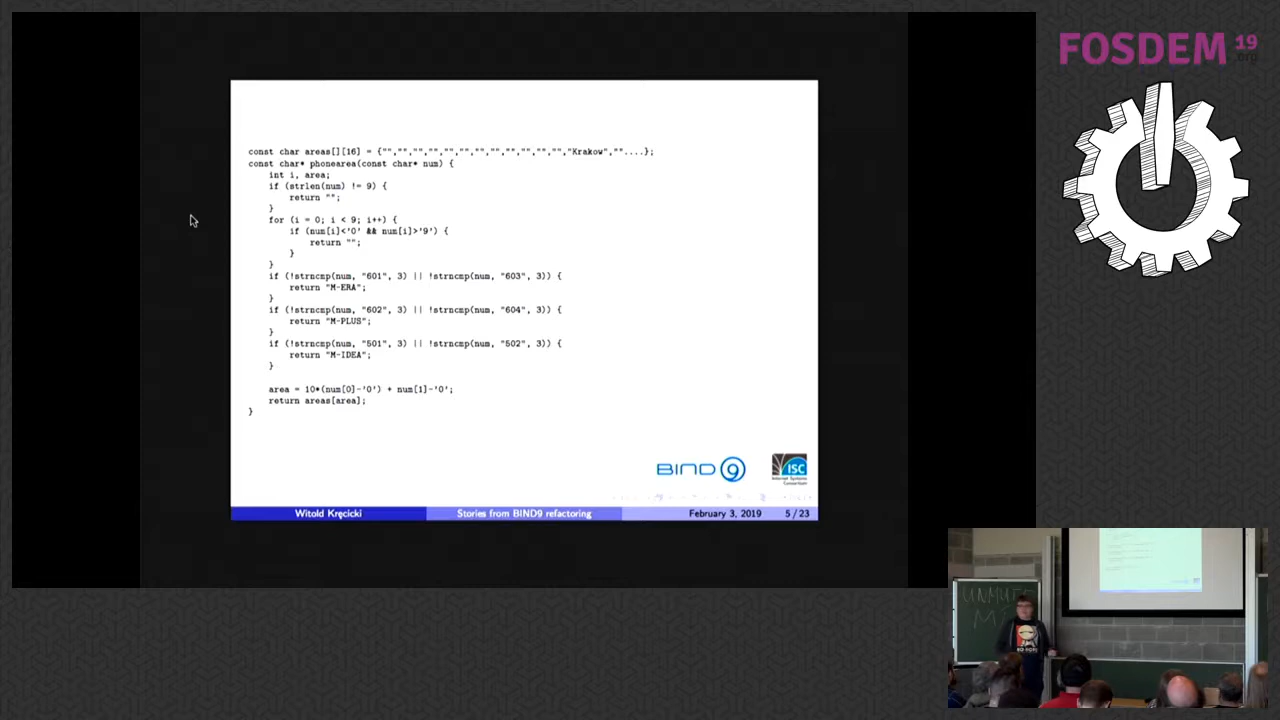 FOSDEM 19
.org
const char areas[][16] = {"","","","","","","","","","","","","Krakow",""....};
const char* phonearea(const char* num) {
int i, area;
if (strlen(num) != 9) {
return "";
}
for (i = 0; i < 9; i++) {
if (num[i]<'0' && num[i]>'9') {
return "";
}
}
if (!strncmp(num, "601", 3) || !strncmp(num, "603", 3)) {
return "M-ERA";
}
if (!strncmp(num, "602", 3) || !strncmp(num, "604", 3)) {
return "M-PLUS";
}
if (!strncmp(num, "501", 3) || !strncmp(num, "502", 3)) {
return "M-IDEA";
}
area = 10*(num[0]-'0') + num[1]-'0';
return areas[area];
}
BIND 9
ISC
Internet Systems
Consortium
Witold Kręcicki Stories from BIND9 refactoring February 3, 2019 5 / 23